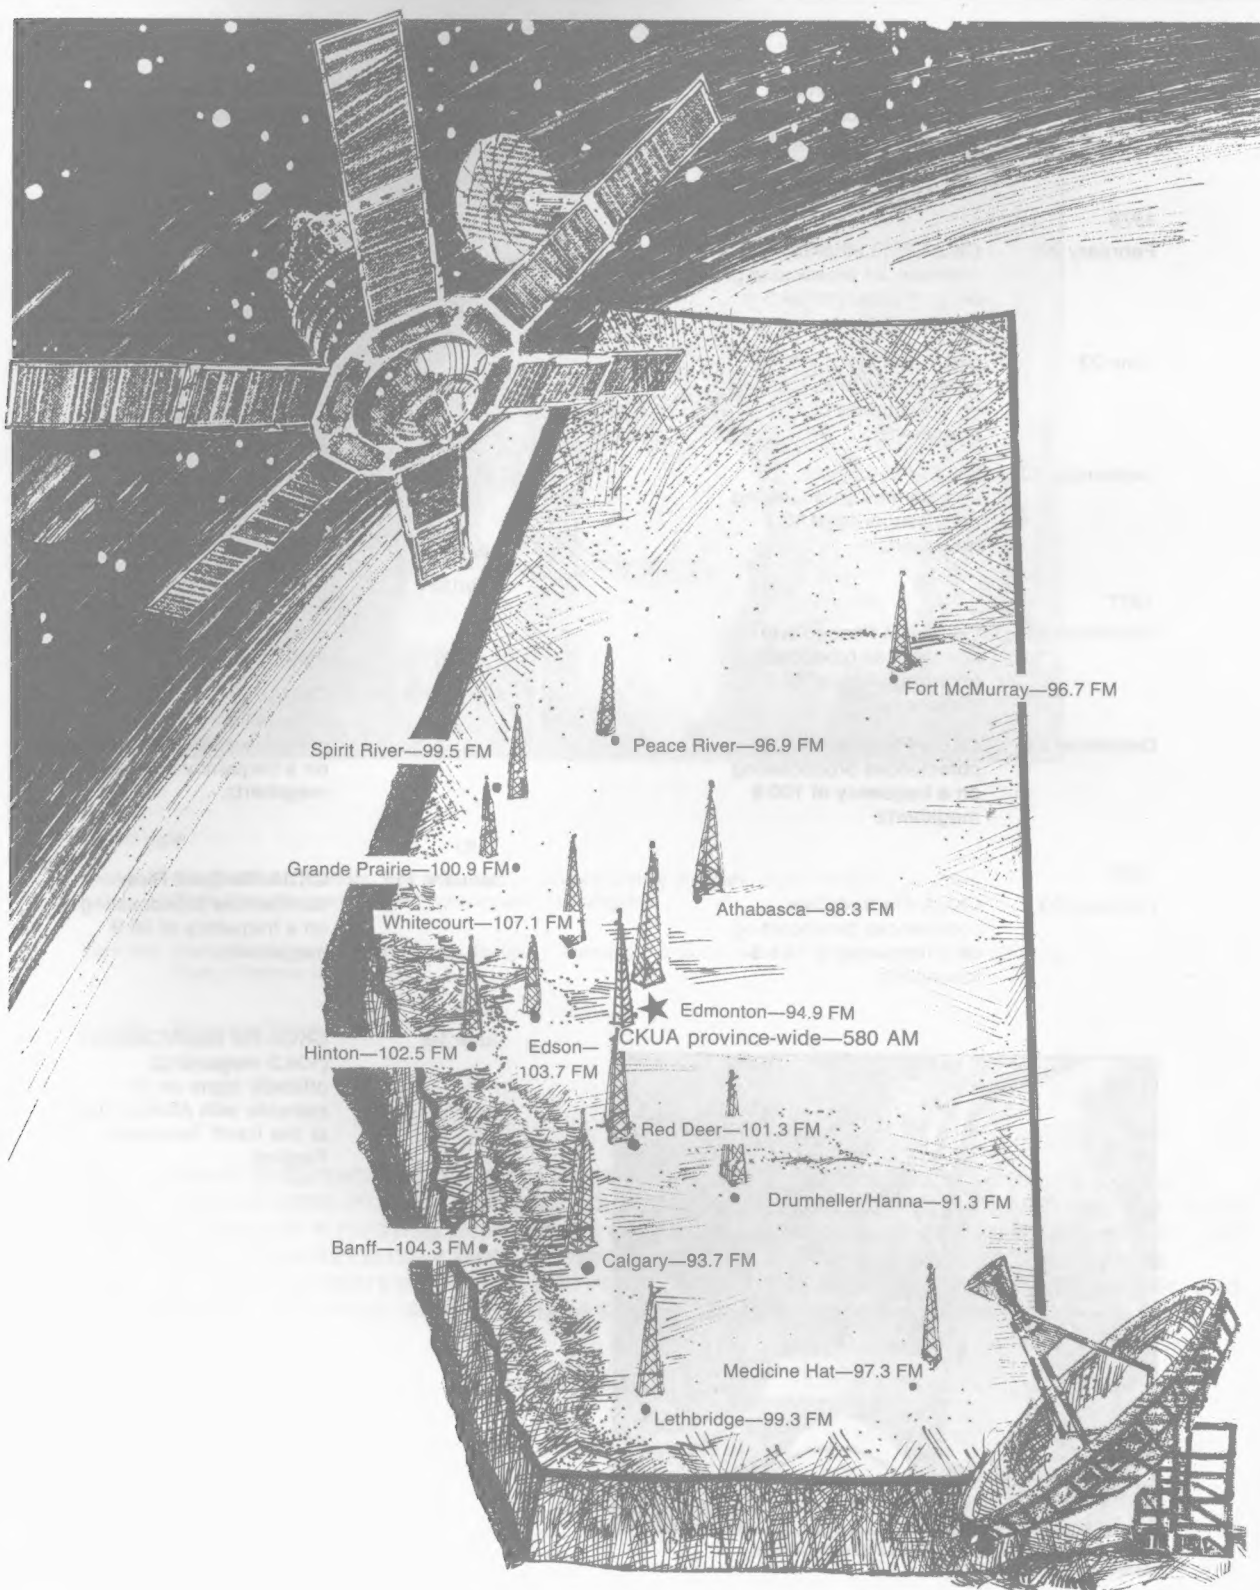 Fort McMurray—96.7 FM
Peace River—96.9 FM
Spirit River—99.5 FM
Grande Prairie—100.9 FM
Athabasca—98.3 FM
Whitecourt—107.1 FM
Edmonton—94.9 FM
CKUA province-wide—580 AM
Hinton—102.5 FM
Edson—
103.7 FM
Red Deer—101.3 FM
Drumheller/Hanna—91.3 FM
Banff—104.3 FM
Calgary—93.7 FM
Medicine Hat—97.3 FM
Lethbridge—99.3 FM